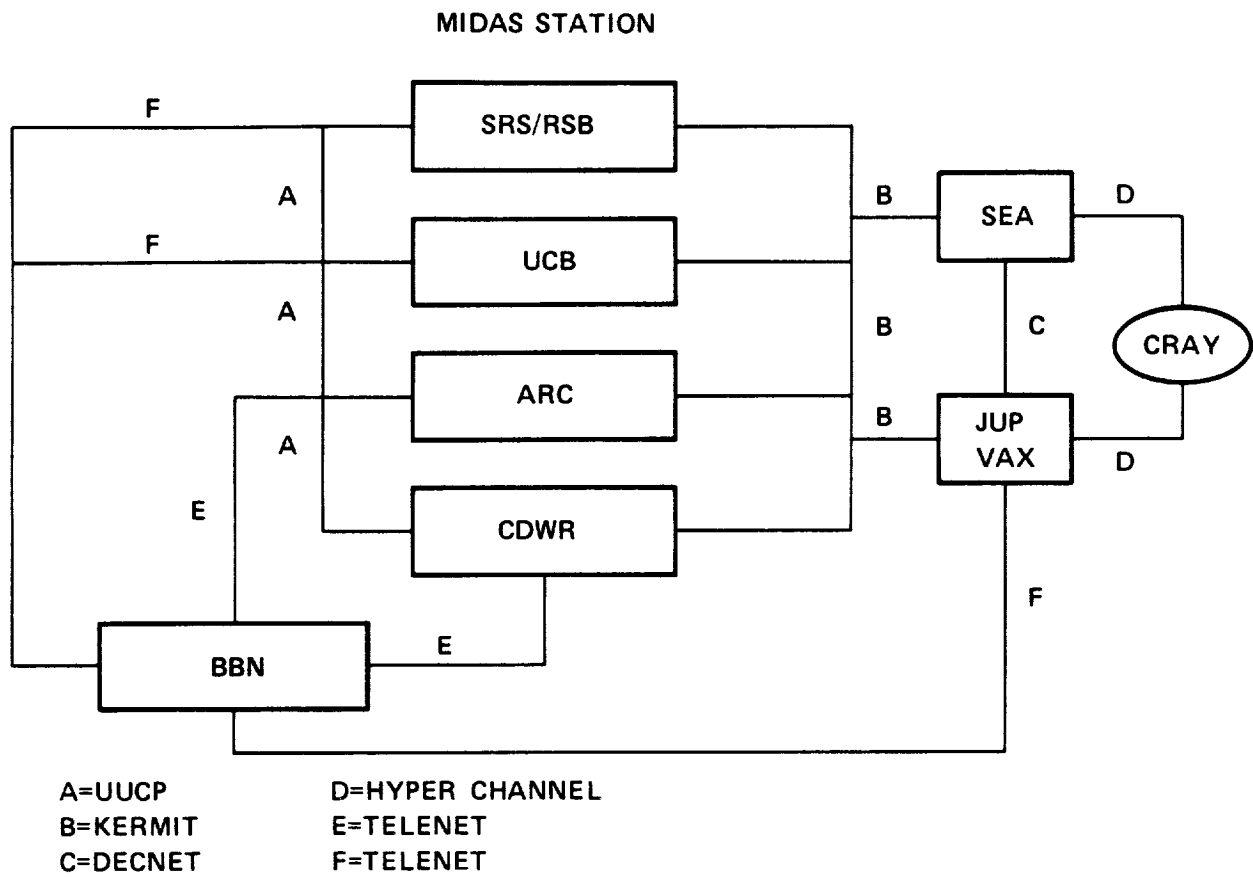 MIDAS STATION
F
SRS/RSB
A
B
SEA
D
F
UCB
A
B
C
CRAY
ARC
A
B
JUP
VAX
D
E
CDWR
F
BBN
E
A=UUCP
D=HYPER CHANNEL
B=KERMIT
E=TELENET
C=DECNET
F=TELENET